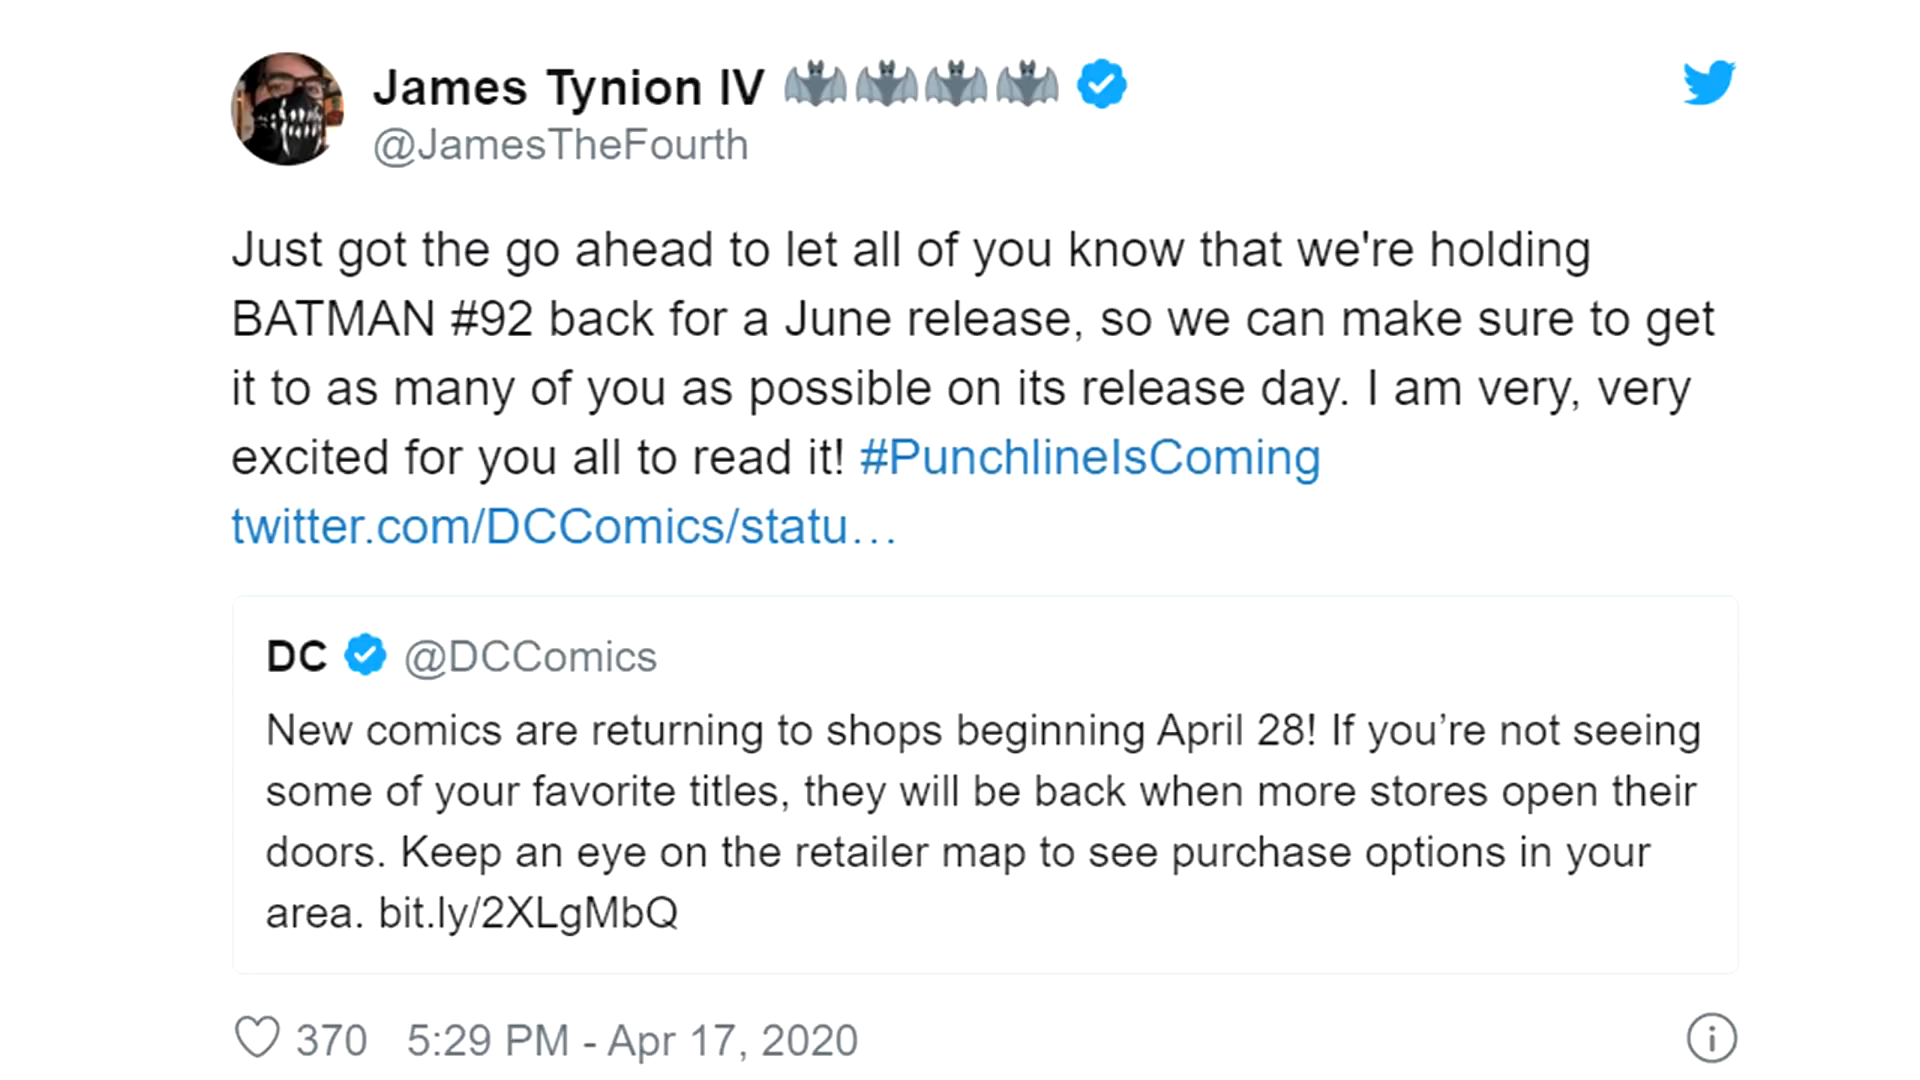 James Tynion IV 🦇🦇🦇🦇
@JamesTheFourth
Just got the go ahead to let all of you know that we're holding
BATMAN #92 back for a June release, so we can make sure to get
it to as many of you as possible on its release day. I am very, very
excited for you all to read it! #PunchlineIsComing
twitter.com/DCComics/statu…
DC @DCComics
New comics are returning to shops beginning April 28! If you’re not seeing
some of your favorite titles, they will be back when more stores open their
doors. Keep an eye on the retailer map to see purchase options in your
area. bit.ly/2XLgMbQ
370 5:29 PM - Apr 17, 2020